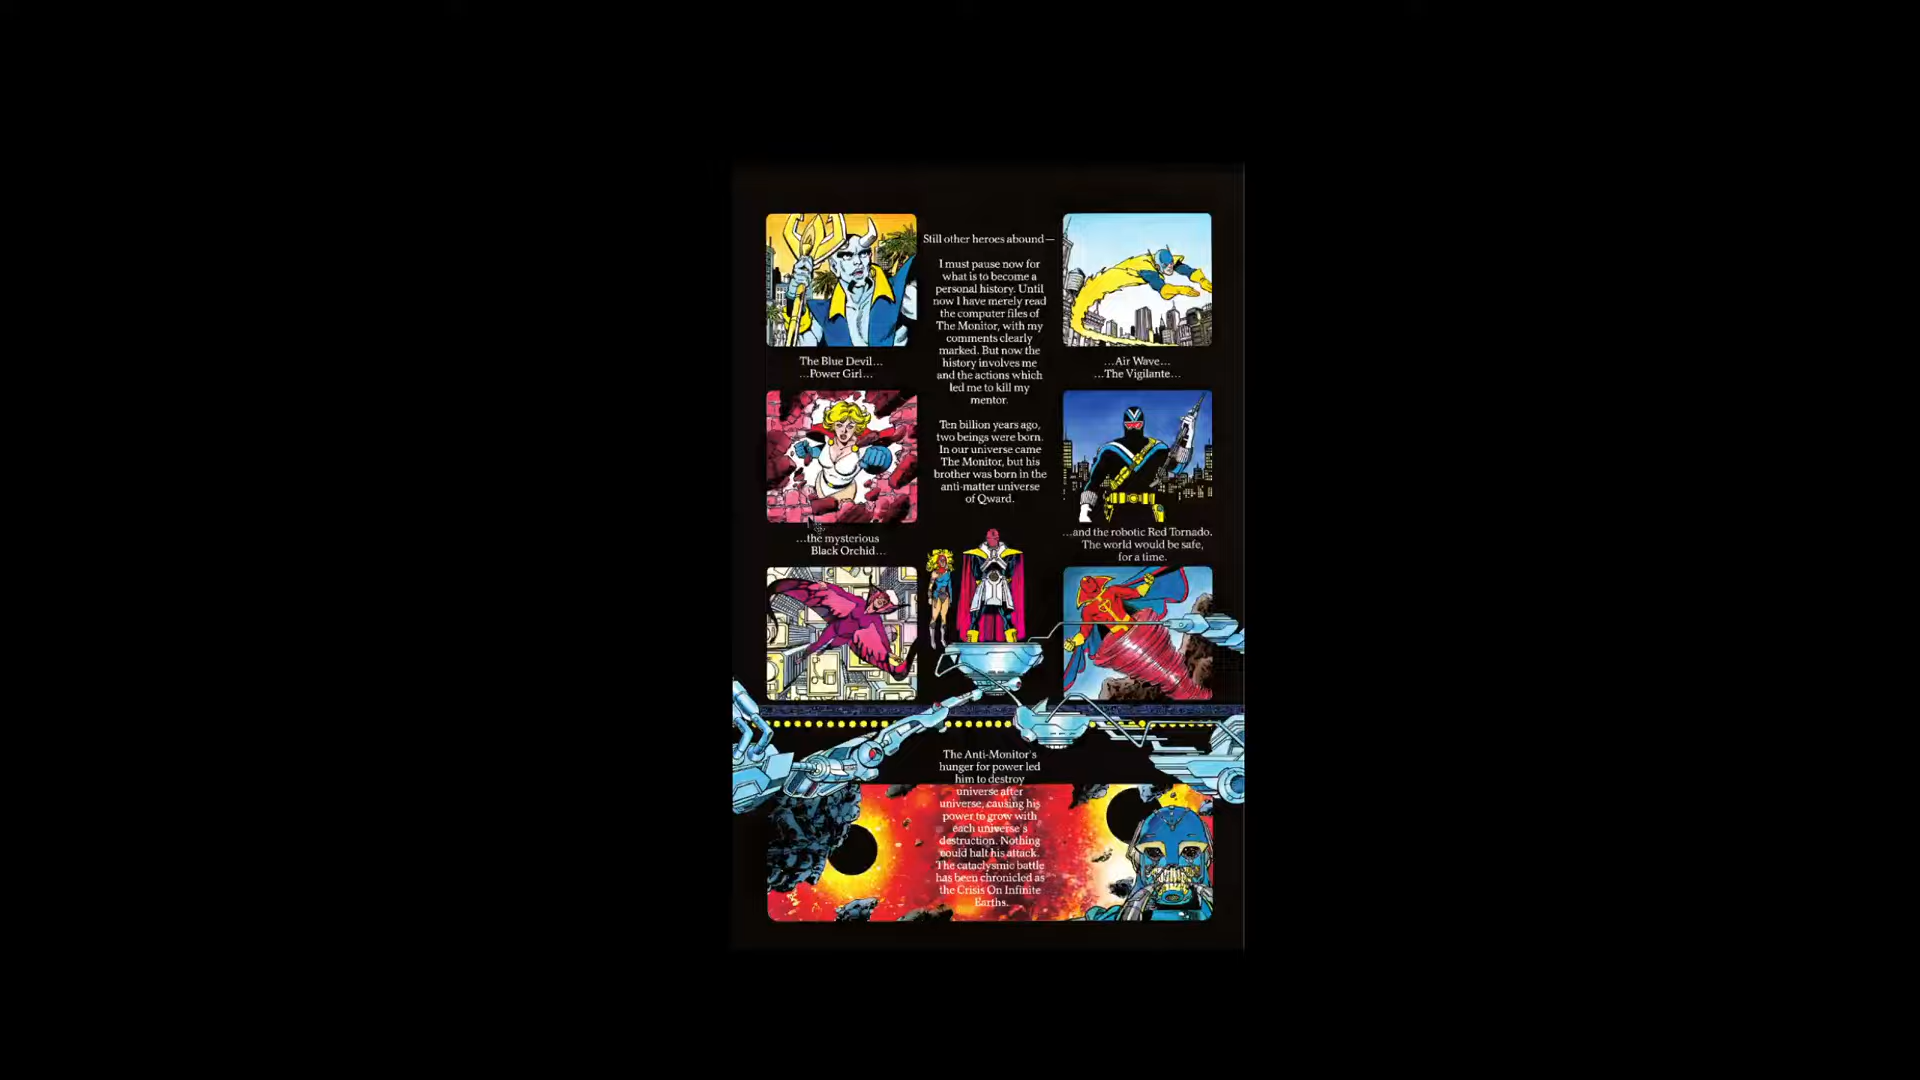 Still other heroes abound—
I must pause now for
what is to become a
personal history. Until
now I have merely read
the computer files of
The Monitor, with my
comments clearly
marked. But now the
history involves me
and the actions which
led me to kill my
mentor.
Ten billion years ago,
two beings were born.
In our universe came
The Monitor, but his
brother was born in the
anti-matter universe
of Qward.
The Blue Devil...
...Power Girl...
...the mysterious
Black Orchid...
...Air Wave...
...The Vigilante...
...and the robotic Red Tornado.
The world would be safe,
for a time.
The Anti-Monitor's
hunger for power led
him to destroy
universe after
universe, causing his
power to grow with
each universe's
destruction. Nothing
could halt his attack.
The cataclysmic battle
has been chronicled as
the Crisis On Infinite
Earths.